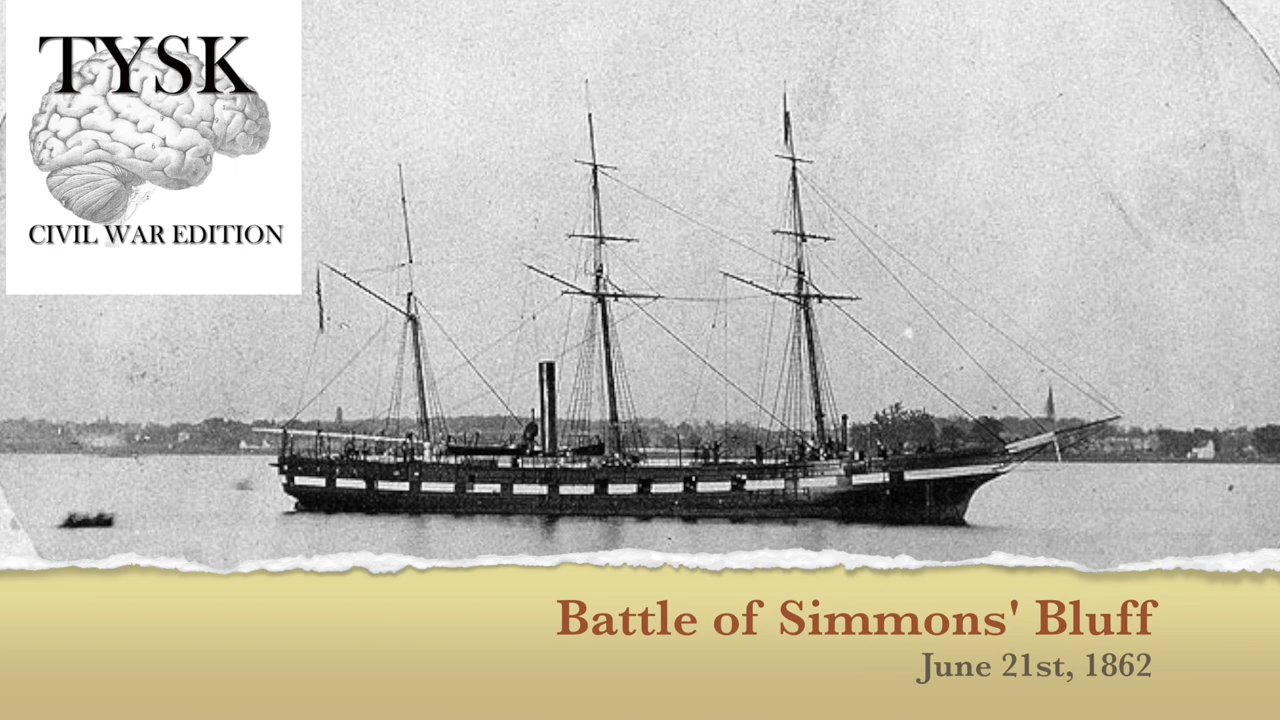 TYSK
CIVIL WAR EDITION
Battle of Simmons' Bluff
June 21st, 1862